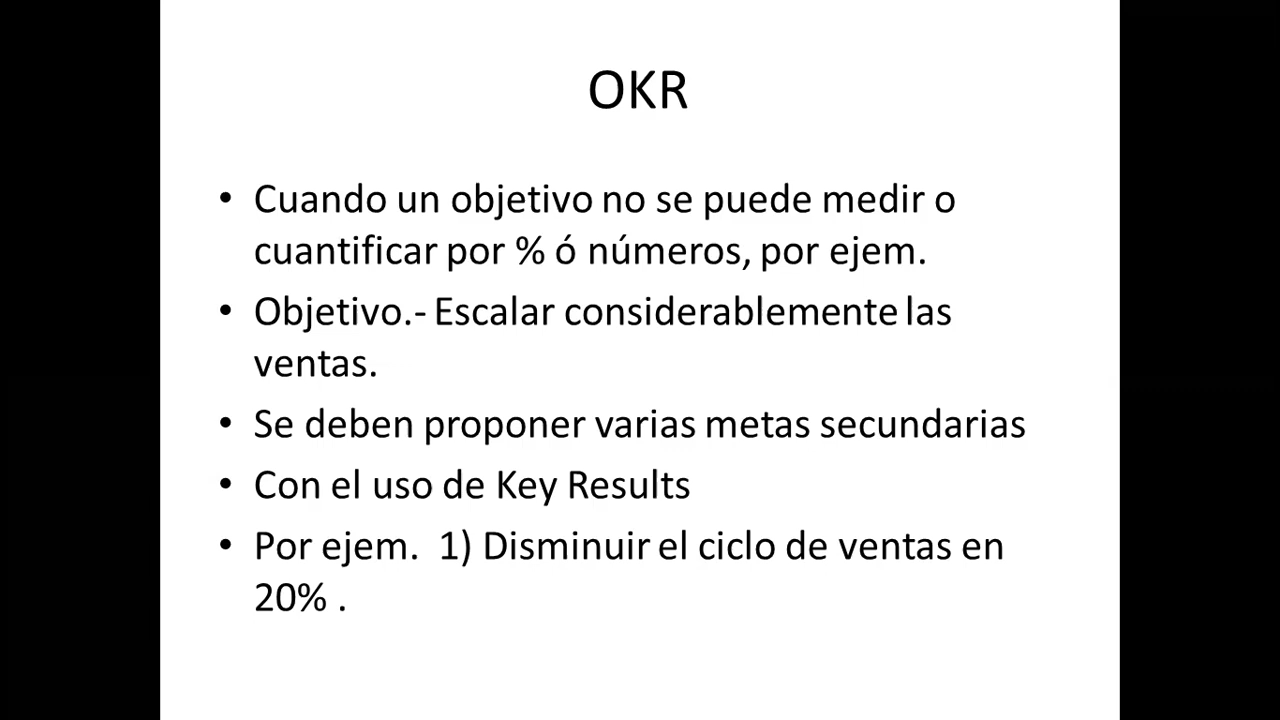 OKR
• Cuando un objetivo no se puede medir o
cuantificar por % ó números, por ejem.
• Objetivo.- Escalar considerablemente las
ventas.
• Se deben proponer varias metas secundarias
• Con el uso de Key Results
• Por ejem.  1) Disminuir el ciclo de ventas en
20% .